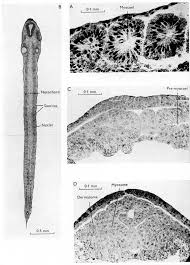 B
A
Myocoel
0·1 mm
C
Pre-myocoel
0·1 mm
Notochord
Somites
Nuclei
D
Myotome
Dermatome
0·5 mm
0·1 mm